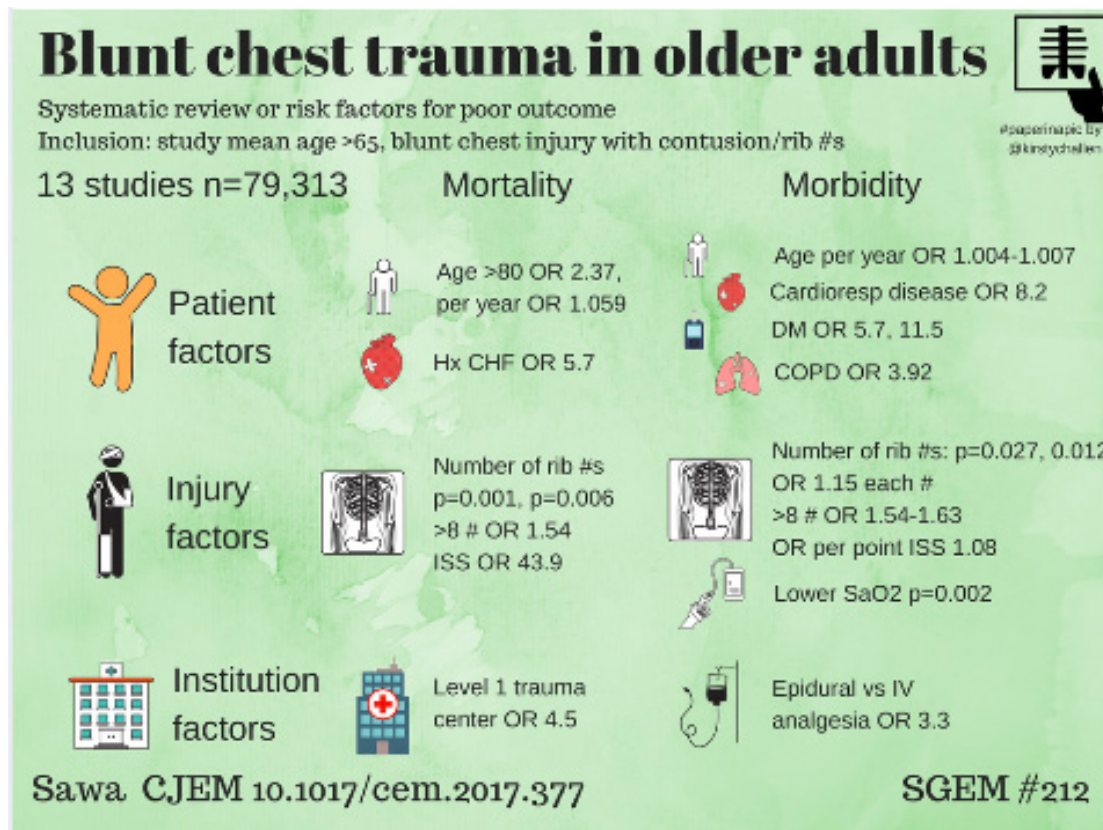 Blunt chest trauma in older adults
Systematic review or risk factors for poor outcome
Inclusion: study mean age >65, blunt chest injury with contusion/rib #s
#paperinapic by
@kirstychallen
13 studies n=79,313
Mortality
Morbidity
Patient
factors
Age >80 OR 2.37,
per year OR 1.059
Hx CHF OR 5.7
Age per year OR 1.004-1.007
Cardioresp disease OR 8.2
DM OR 5.7, 11.5
COPD OR 3.92
Injury
factors
Number of rib #s
p=0.001, p=0.006
>8 # OR 1.54
ISS OR 43.9
Number of rib #s: p=0.027, 0.012
OR 1.15 each #
>8 # OR 1.54-1.63
OR per point ISS 1.08
Lower SaO2 p=0.002
Institution
factors
Level 1 trauma
center OR 4.5
Epidural vs IV
analgesia OR 3.3
Sawa CJEM 10.1017/cem.2017.377
SGEM #212